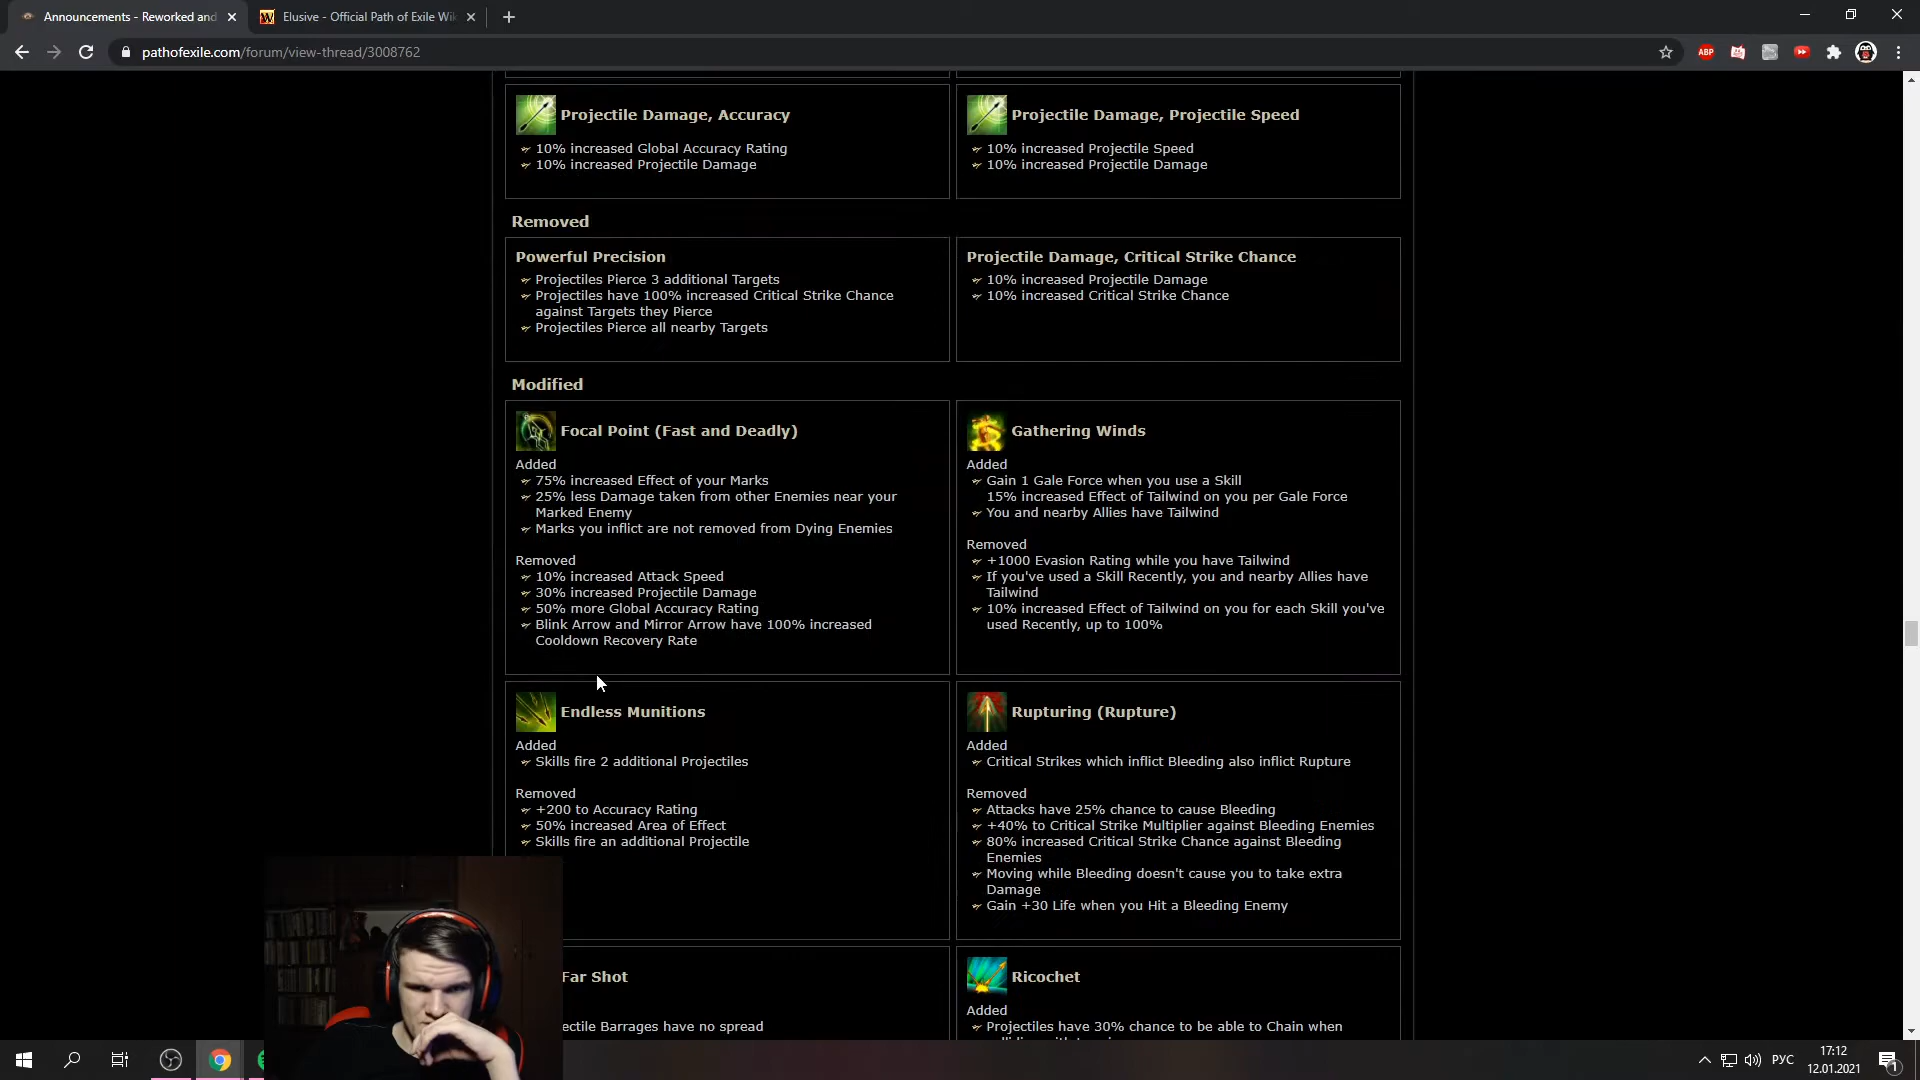 Announcements - Reworked and
Elusive - Official Path of Exile Wik
pathofexile.com/forum/view-thread/3008762
ABP
Projectile Damage, Accuracy
10% increased Global Accuracy Rating
10% increased Projectile Damage
Projectile Damage, Projectile Speed
10% increased Projectile Speed
10% increased Projectile Damage
Removed
Powerful Precision
Projectiles Pierce 3 additional Targets
Projectiles have 100% increased Critical Strike Chance
against Targets they Pierce
Projectiles Pierce all nearby Targets
Projectile Damage, Critical Strike Chance
10% increased Projectile Damage
10% increased Critical Strike Chance
Modified
Focal Point (Fast and Deadly)
Added
75% increased Effect of your Marks
25% less Damage taken from other Enemies near your
Marked Enemy
Marks you inflict are not removed from Dying Enemies
Removed
10% increased Attack Speed
30% increased Projectile Damage
50% more Global Accuracy Rating
Blink Arrow and Mirror Arrow have 100% increased
Cooldown Recovery Rate
Gathering Winds
Added
Gain 1 Gale Force when you use a Skill
15% increased Effect of Tailwind on you per Gale Force
You and nearby Allies have Tailwind
Removed
+1000 Evasion Rating while you have Tailwind
If you've used a Skill Recently, you and nearby Allies have
Tailwind
10% increased Effect of Tailwind on you for each Skill you've
used Recently, up to 100%
Endless Munitions
Added
Skills fire 2 additional Projectiles
Removed
+200 to Accuracy Rating
50% increased Area of Effect
Skills fire an additional Projectile
Rupturing (Rupture)
Added
Critical Strikes which inflict Bleeding also inflict Rupture
Removed
Attacks have 25% chance to cause Bleeding
+40% to Critical Strike Multiplier against Bleeding Enemies
80% increased Critical Strike Chance against Bleeding
Enemies
Moving while Bleeding doesn't cause you to take extra
Damage
Gain +30 Life when you Hit a Bleeding Enemy
Far Shot
ectile Barrages have no spread
Ricochet
Added
Projectiles have 30% chance to be able to Chain when
РУС
17:12
12.01.2021
1